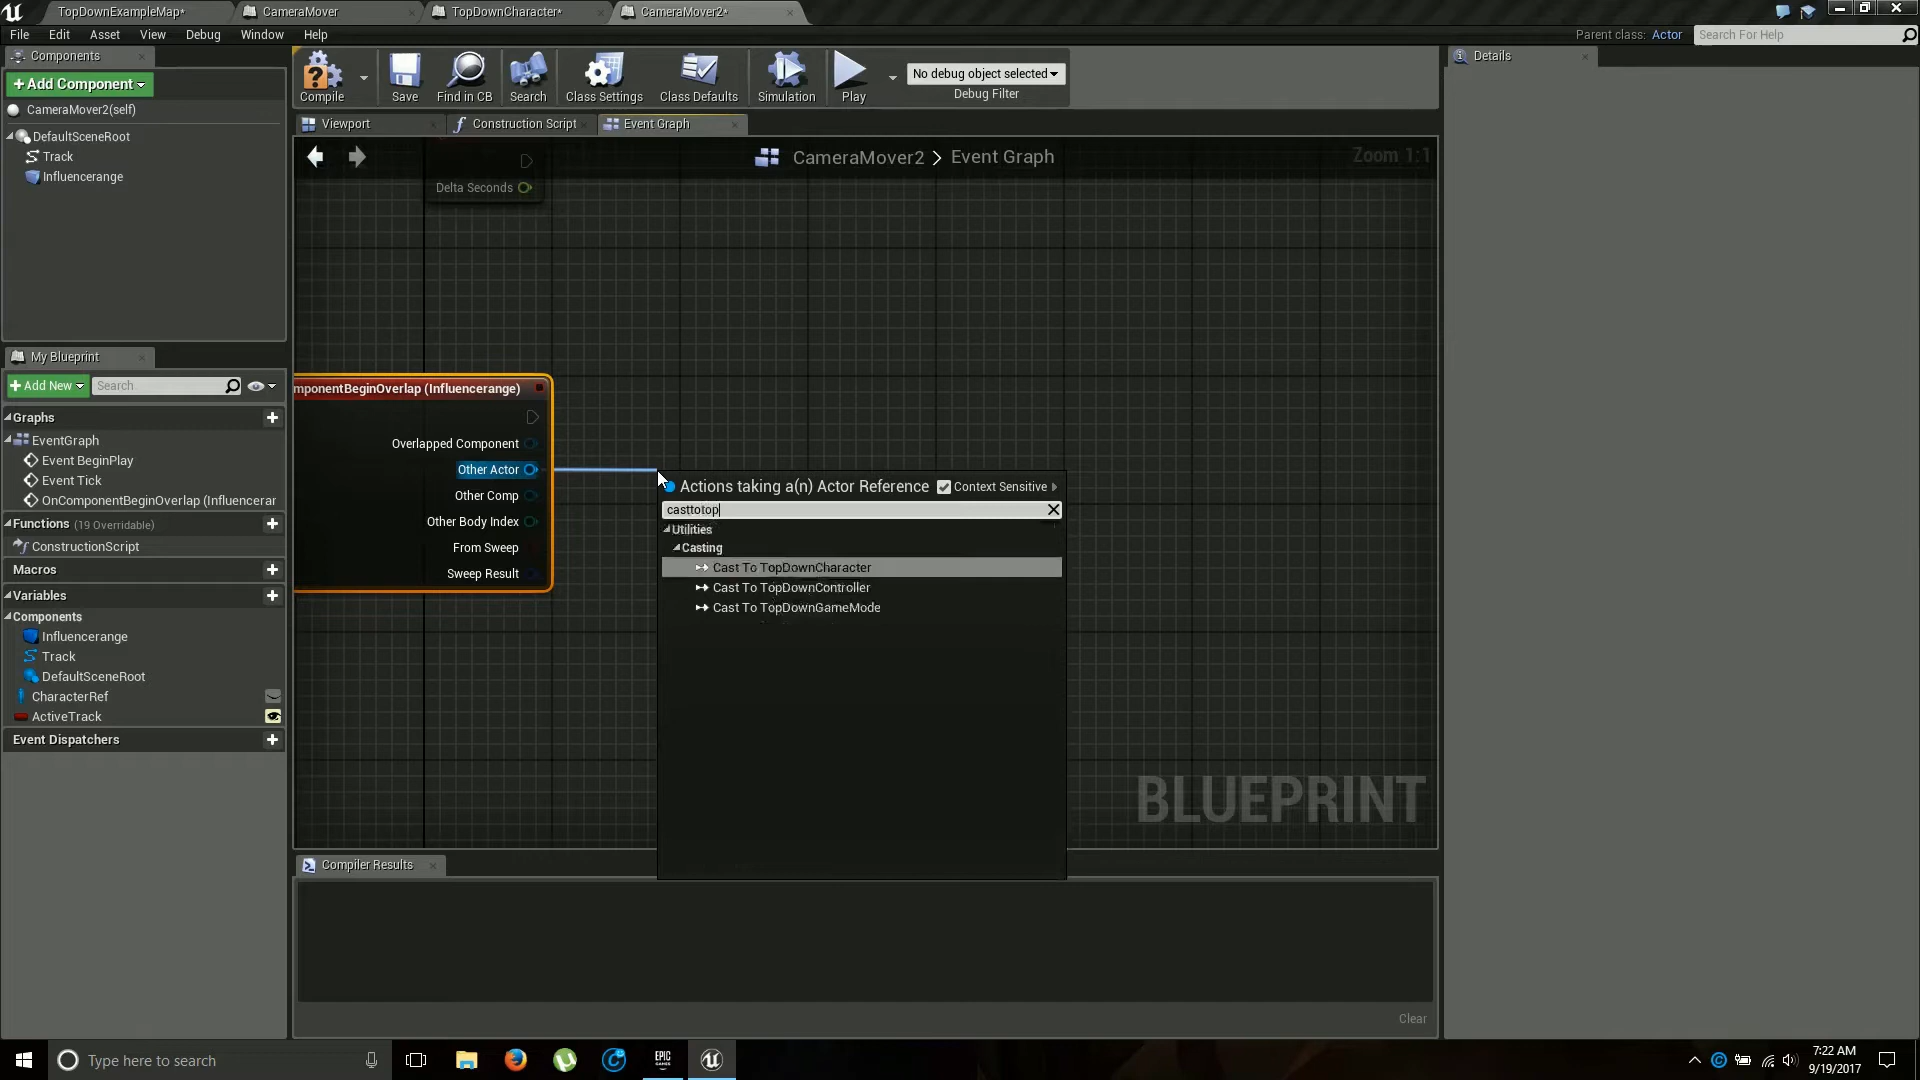 TopDownExampleMap*
CameraMover
TopDownCharacter*
CameraMover2*
File Edit Asset View Debug Window Help
Parent class: Actor
Search For Help
Components
Details
+Add Component
CameraMover2(self)
DefaultSceneRoot
Track
Influencerange
Compile
Save
Find in CB
Search
Class Settings
Class Defaults
Simulation
Play
No debug object selected
Debug Filter
Viewport
Construction Script
Event Graph
CameraMover2 > Event Graph
Zoom 1:1
Delta Seconds
mponentBeginOverlap (Influencerange)
Overlapped Component
Other Actor
Other Comp
Other Body Index
From Sweep
Sweep Result
Actions taking a(n) Actor Reference
Context Sensitive
casttotop
Utilities
Casting
Cast To TopDownCharacter
Cast To TopDownController
Cast To TopDownGameMode
BLUEPRINT
My Blueprint
+Add New
Search
Graphs
EventGraph
Event BeginPlay
Event Tick
OnComponentBeginOverlap (Influencerar
Functions (19 Overridable)
ConstructionScript
Macros
Variables
Components
Influencerange
Track
DefaultSceneRoot
CharacterRef
ActiveTrack
Event Dispatchers
Compiler Results
Clear
Type here to search
EPIC
GAMES
7:22 AM
9/19/2017